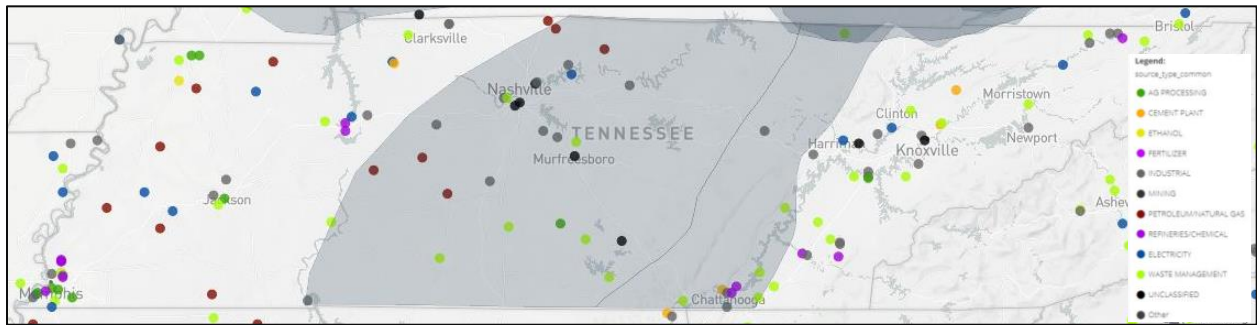 Clarksville
Bristol
Nashville
TENNESSEE
Murfreesboro
Jackson
Memphis
Chattanooga
Clinton
Morristown
Newport
Knoxville
Legend:
source_type_common
AG PROCESSING
CEMENT PLANT
ETHANOL
FERTILIZER
INDUSTRIAL
MINING
PETROLEUM/NATURAL GAS
REFINERIES/CHEMICAL
ELECTRICITY
WASTE MANAGEMENT
UNCLASSIFIED
Other